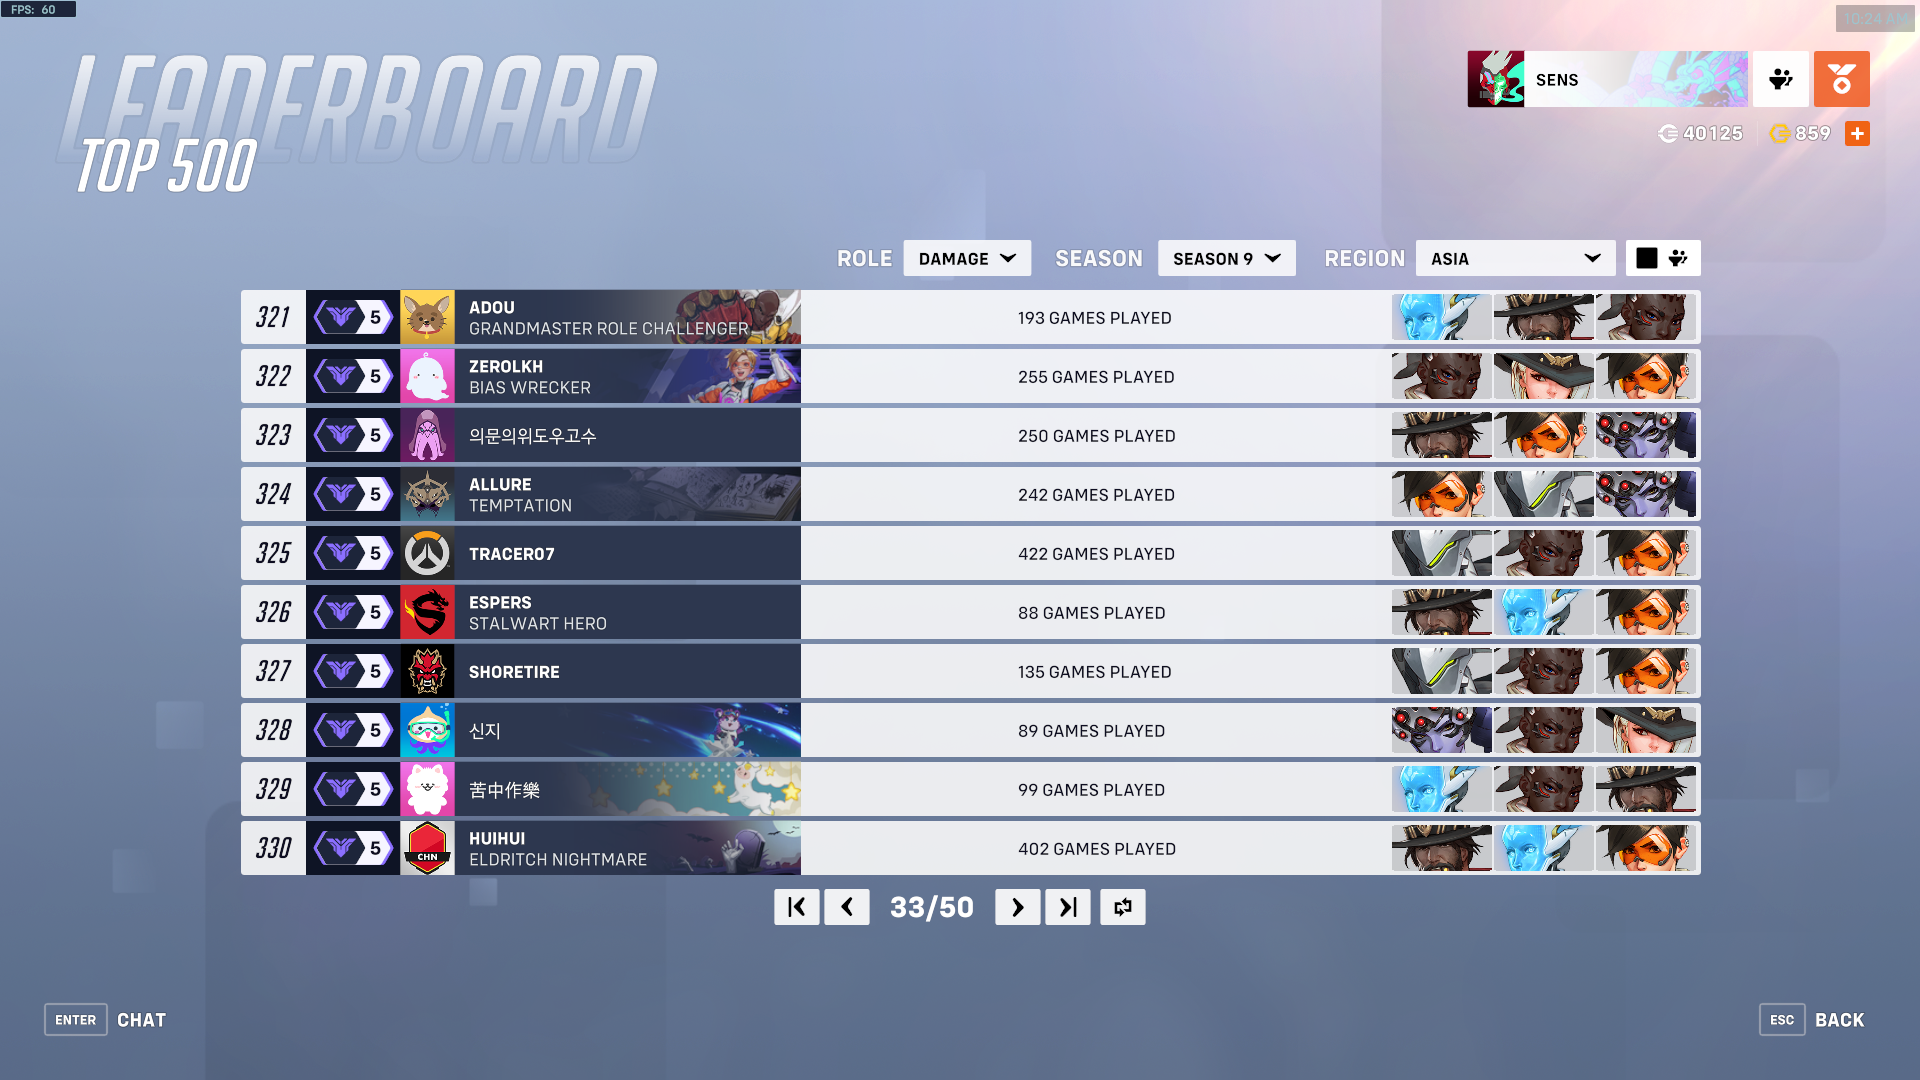 FPS: 60
10:24 AM
LEADERBOARD
TOP 500
SENS
40125
859
ROLE
DAMAGE
SEASON
SEASON 9
REGION
ASIA
321
5
ADOU
GRANDMASTER ROLE CHALLENGER
193 GAMES PLAYED
322
5
ZEROLKH
BIAS WRECKER
255 GAMES PLAYED
323
5
의문의위도우고수
250 GAMES PLAYED
324
5
ALLURE
TEMPTATION
242 GAMES PLAYED
325
5
TRACER07
422 GAMES PLAYED
326
5
ESPERS
STALWART HERO
88 GAMES PLAYED
327
5
SHORETIRE
135 GAMES PLAYED
328
5
신지
89 GAMES PLAYED
329
5
苦中作樂
99 GAMES PLAYED
330
5
CHN
HUIHUI
ELDRITCH NIGHTMARE
402 GAMES PLAYED
33/50
ENTER
CHAT
ESC
BACK